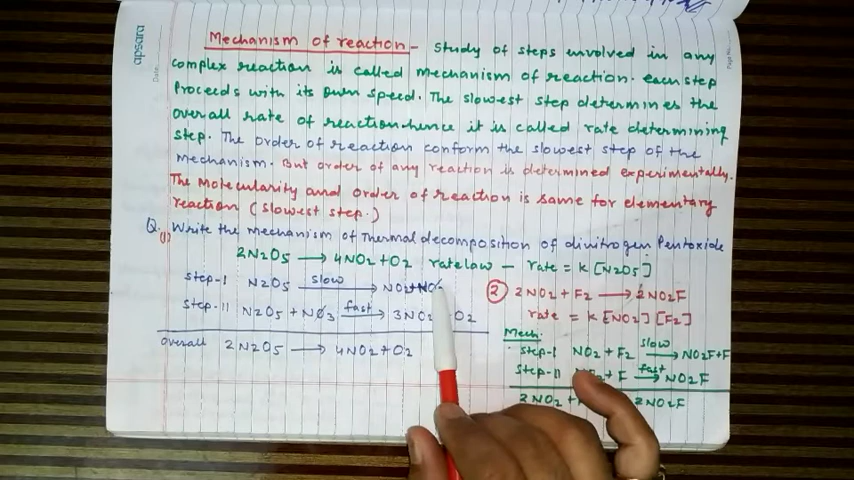 apsara
Date
Page No.
Mechanism of reaction - Study of steps involved in any
complex reaction is called mechanism of reaction. each step
Proceeds with its own speed. The slowest step determines the
overall rate of reaction. hence it is called rate determining
step. The order of reaction conform the slowest step of the
mechanism. But order of any reaction is determined experimentally.
The Molecularity and order of reaction is same for elementary
reaction (slowest step.)
Q. (1) Write the mechanism of Thermal decomposition of dinitrogen Pentoxide
2N2O5 → 4NO2 + O2 rate law - rate = k [N2O5]
Step-I N2O5 slow → NO2 + NO3
Step-II N2O5 + NO3 fast → 3NO2 O2
overall 2N2O5 → 4NO2 + O2
(2) 2NO2 + F2 → 2NO2F
rate = k [NO2] [F2]
Mech.
Step-I NO2 + F2 slow → NO2F + F
Step-II + F fast → NO2F
2NO2 + 2NO2F